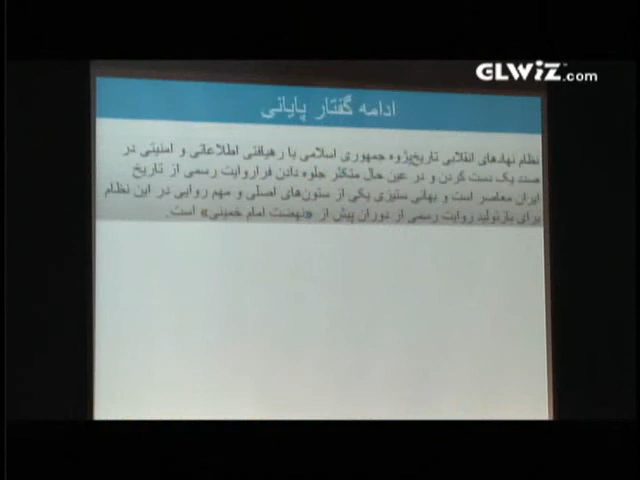 GLWiZ.com
ادامه گفتار پایانی
نظام نهادهای انقلابی تاریخ‌پژوه جمهوری اسلامی با رهیافتی اطلاعاتی و امنیتی در
صدد یک دست کردن و در عین حال متکثر جلوه دادن فراروایت رسمی از تاریخ
ایران معاصر است و بهائی ستیزی یکی از ستون‌های اصلی و مهم روایی در این نظام
برای بازتولید روایت رسمی از دوران پیش از «نهضت امام خمینی» است.